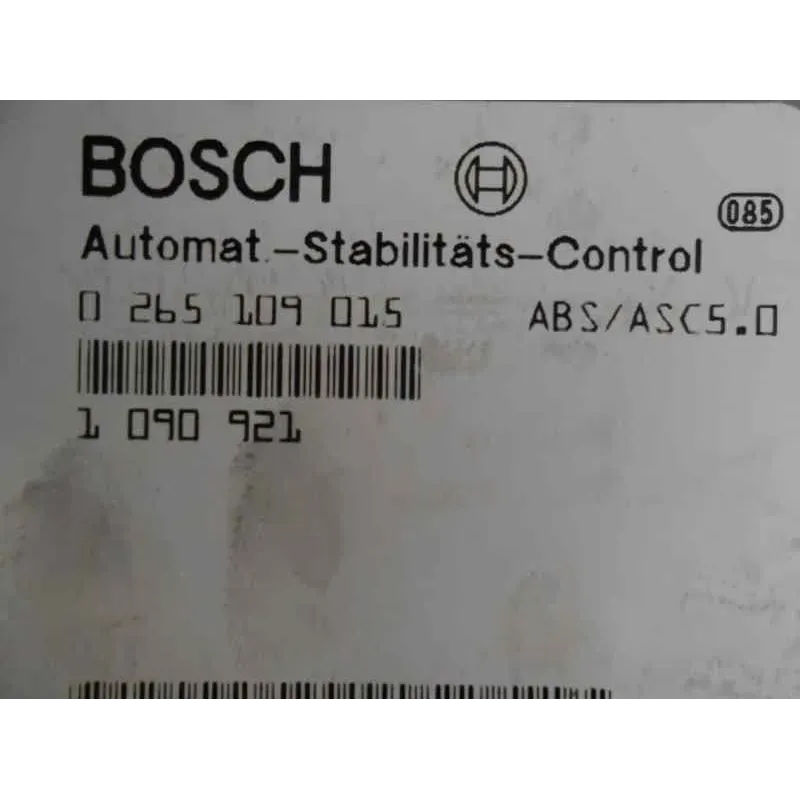 BOSCH
085
Automat.-Stabilitäts-Control
0 265 109 015 ABS/ASC5.0
1 090 921